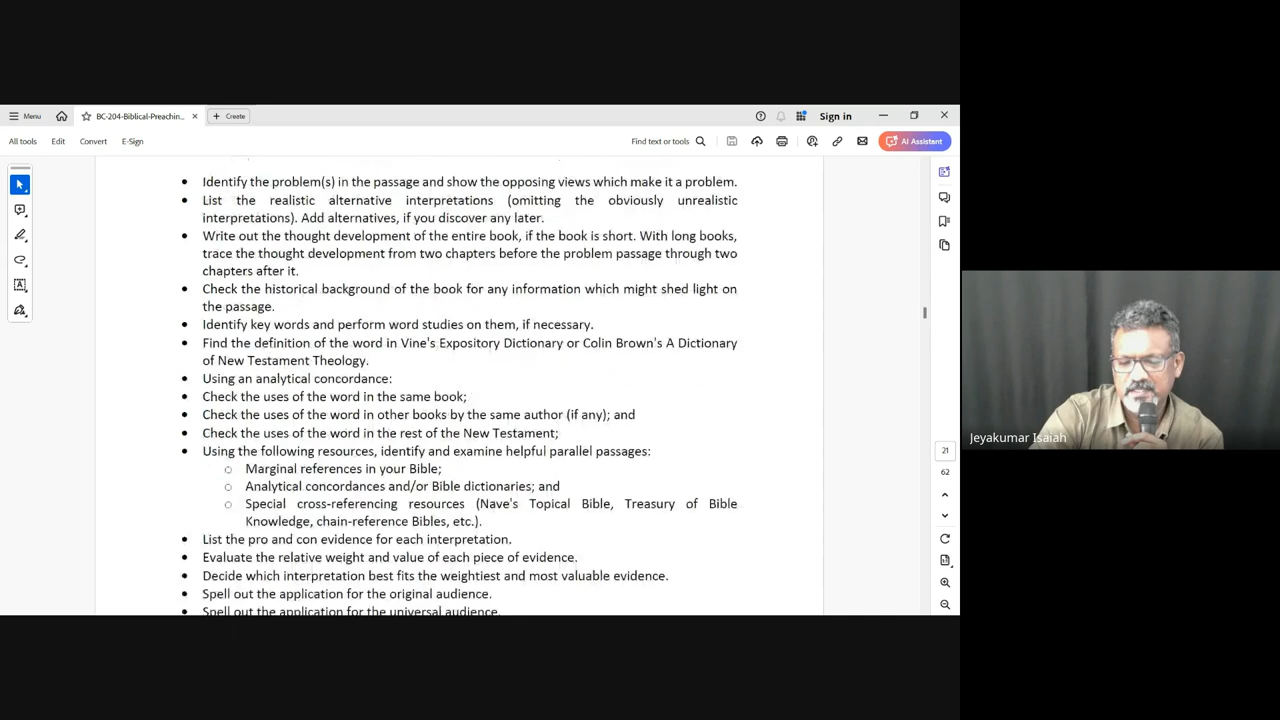 Menu
BC-204-Biblical-Preachin...
Create
Sign in
All tools
Edit
Convert
E-Sign
Find text or tools
AI Assistant
• Identify the problem(s) in the passage and show the opposing views which make it a problem.
• List the realistic alternative interpretations (omitting the obviously unrealistic
interpretations). Add alternatives, if you discover any later.
• Write out the thought development of the entire book, if the book is short. With long books,
trace the thought development from two chapters before the problem passage through two
chapters after it.
• Check the historical background of the book for any information which might shed light on
the passage.
• Identify key words and perform word studies on them, if necessary.
• Find the definition of the word in Vine's Expository Dictionary or Colin Brown's A Dictionary
of New Testament Theology.
• Using an analytical concordance:
• Check the uses of the word in the same book;
• Check the uses of the word in other books by the same author (if any); and
• Check the uses of the word in the rest of the New Testament;
• Using the following resources, identify and examine helpful parallel passages:
○ Marginal references in your Bible;
○ Analytical concordances and/or Bible dictionaries; and
○ Special cross-referencing resources (Nave's Topical Bible, Treasury of Bible
Knowledge, chain-reference Bibles, etc.).
• List the pro and con evidence for each interpretation.
• Evaluate the relative weight and value of each piece of evidence.
• Decide which interpretation best fits the weightiest and most valuable evidence.
• Spell out the application for the original audience.
• Spell out the application for the universal audience.
21
62
Jeyakumar Isaiah